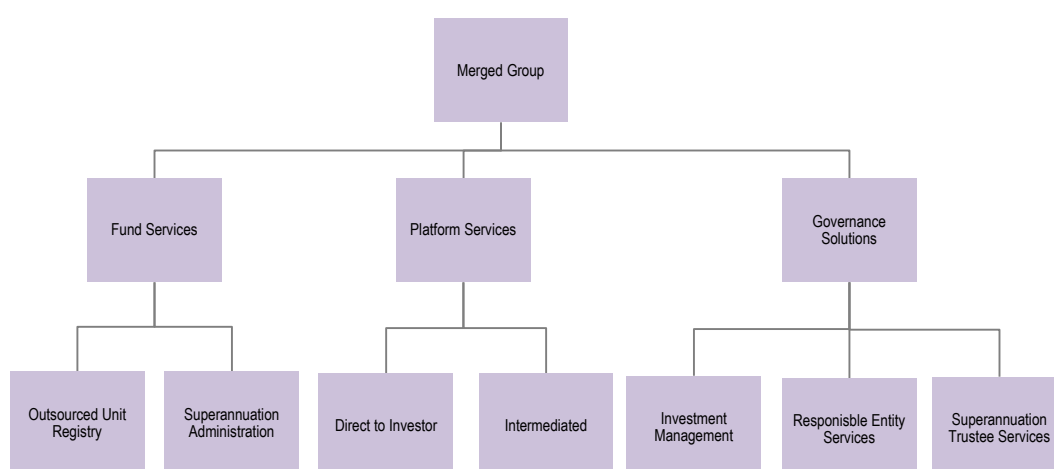 Merged Group
Fund Services
Platform Services
Governance
Solutions
Outsourced Unit
Registry
Superannuation
Administration
Direct to Investor
Intermediated
Investment
Management
Responisble Entity
Services
Superannuation
Trustee Services